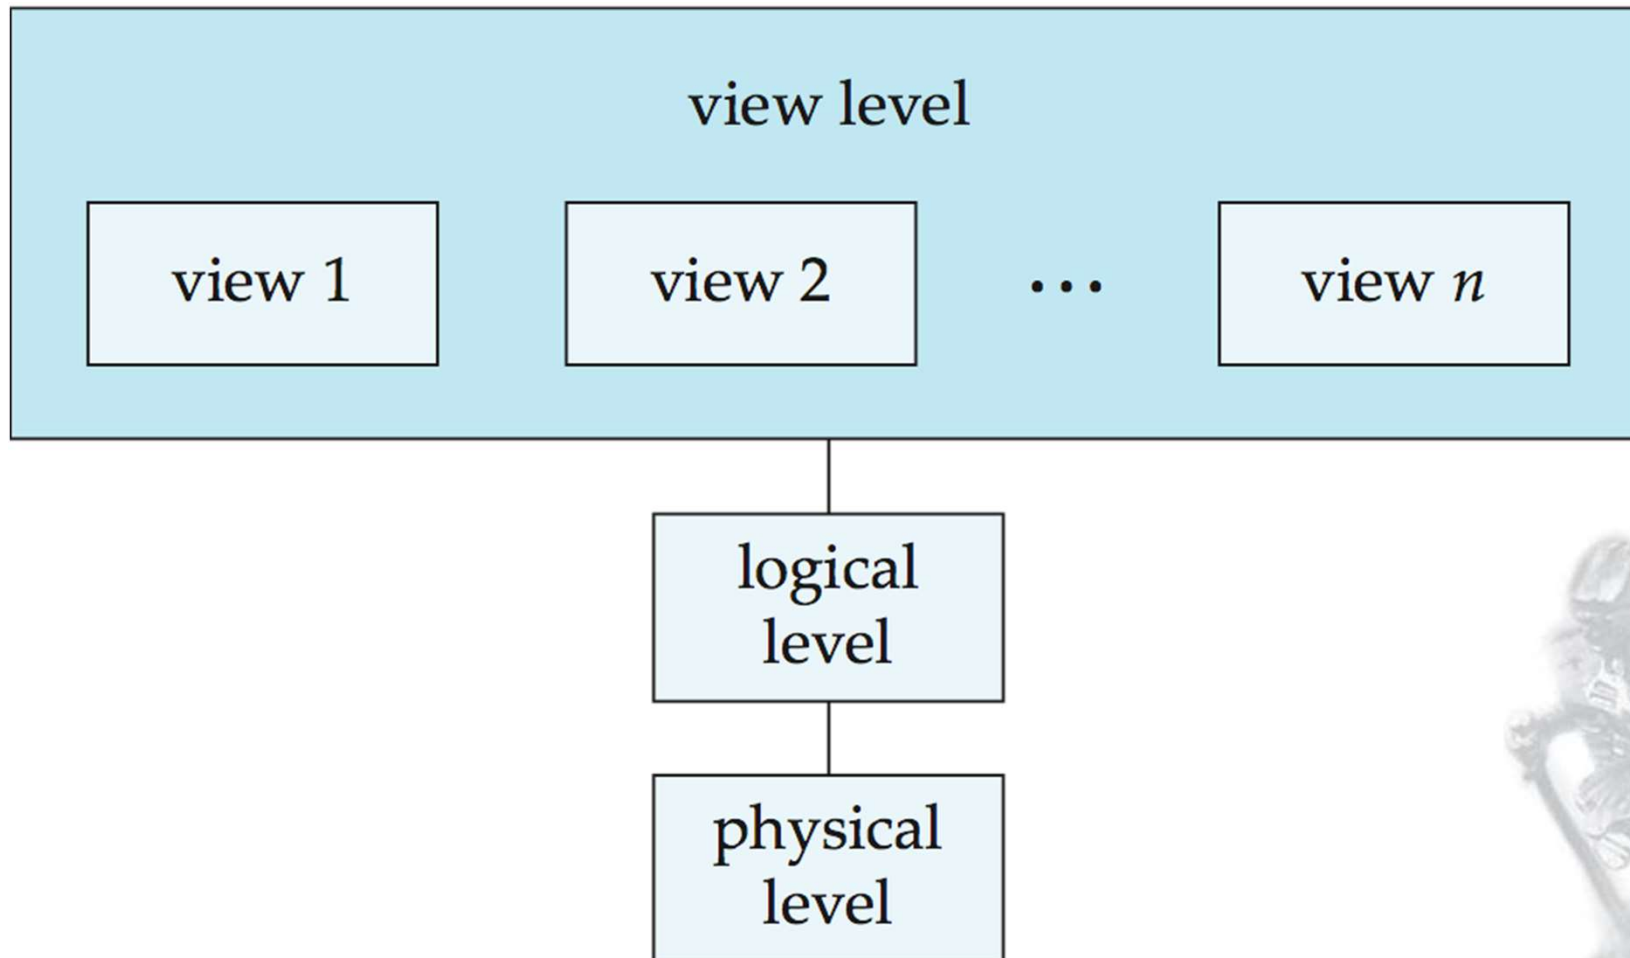 view level
view 1
view 2
...
view n
logical
level
physical
level